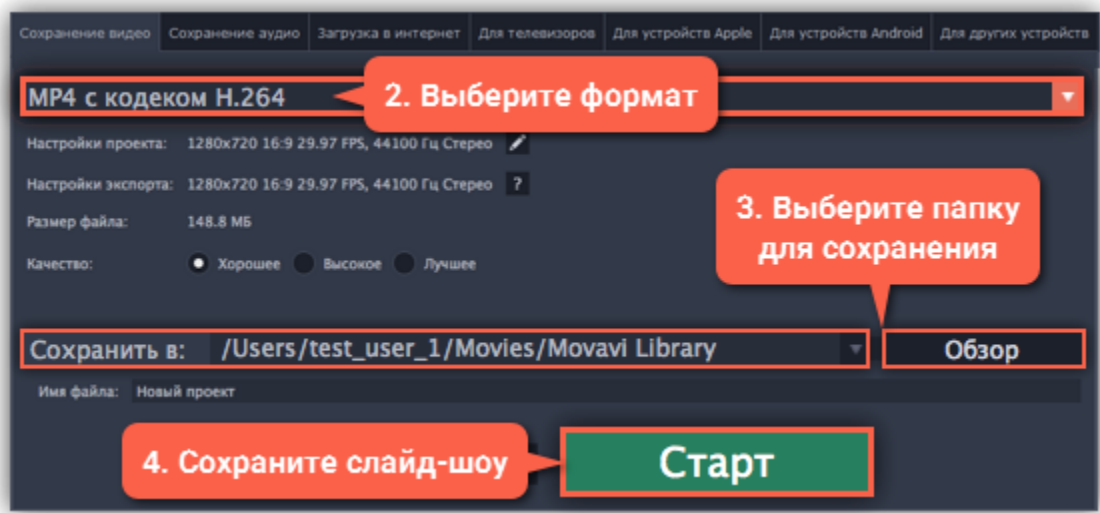 Сохранение видео Сохранение аудио Загрузка в интернет Для телевизоров Для устройств Apple Для устройств Android Для других устройств
MP4 с кодеком H.264
2. Выберите формат
Настройки проекта: 1280x720 16:9 29.97 FPS, 44100 Гц Стерео
Настройки экспорта: 1280x720 16:9 29.97 FPS, 44100 Гц Стерео ?
Размер файла: 148.8 МБ
Качество: Хорошее Высокое Лучшее
3. Выберите папку
для сохранения
Сохранить в: /Users/test_user_1/Movies/Movavi Library
Обзор
Имя файла: Новый проект
4. Сохраните слайд-шоу
Старт